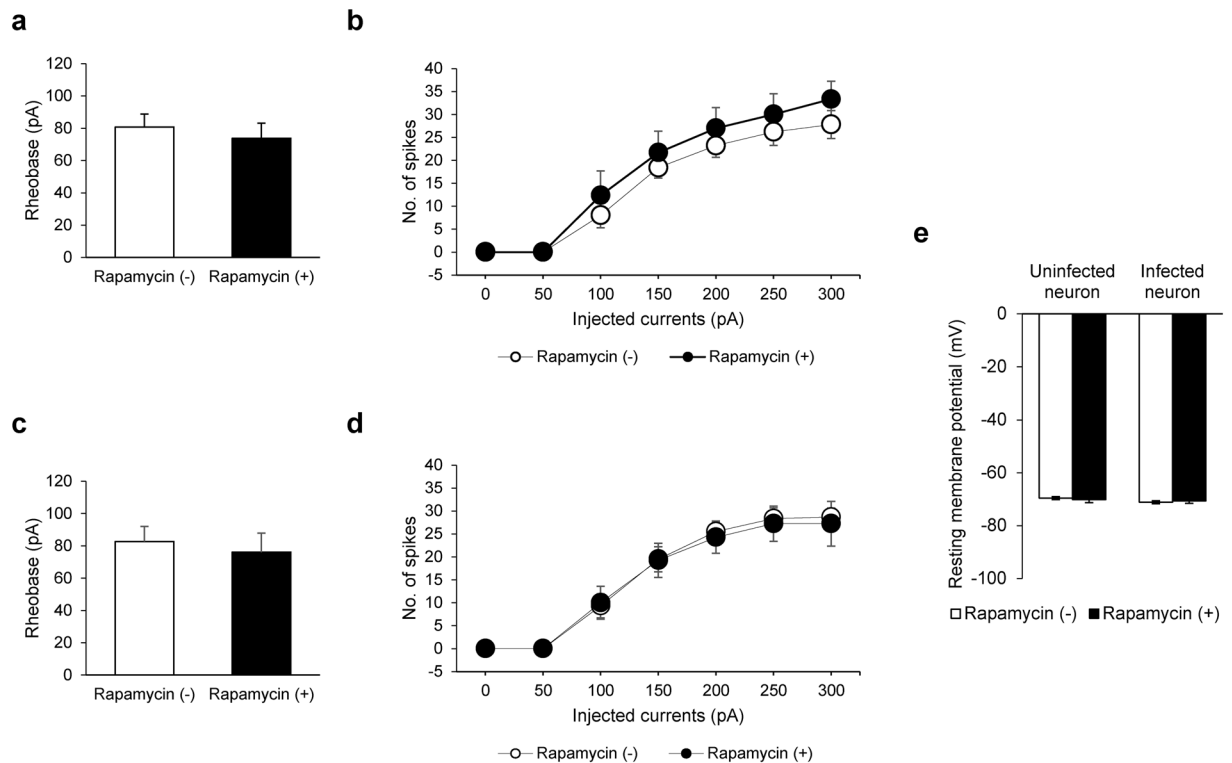 a
Rheobase (pA)
120
100
80
60
40
20
0
Rapamycin (-)
Rapamycin (+)
b
No. of spikes
40
35
30
25
20
15
10
5
0
-5
0 50 100 150 200 250 300
Injected currents (pA)
Rapamycin (-) Rapamycin (+)
c
Rheobase (pA)
120
100
80
60
40
20
0
Rapamycin (-)
Rapamycin (+)
d
No. of spikes
40
35
30
25
20
15
10
5
0
-5
0 50 100 150 200 250 300
Injected currents (pA)
Rapamycin (-) Rapamycin (+)
e
Uninfected
neuron
Infected
neuron
Resting membrane potential (mV)
0
-20
-40
-60
-80
-100
Rapamycin (-) Rapamycin (+)